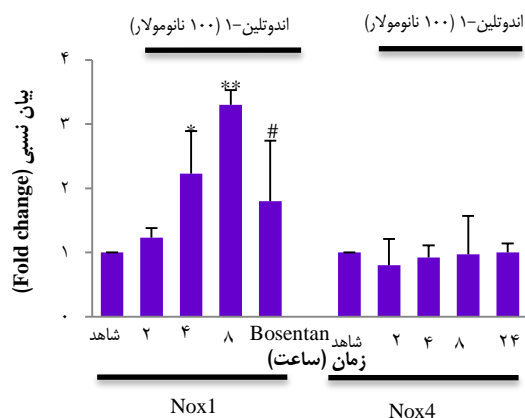 اندوتلین-۱ (۱۰۰ نانومولار) اندوتلین-۱ (۱۰۰ نانومولار)
بیان نسبی (Fold change)
۴
۳
۲
۱
۰
* ** #
شاهد ۲ ۴ ۸ Bosentan شاهد ۲ ۴ ۸ ۲۴
زمان (ساعت)
Nox1 Nox4